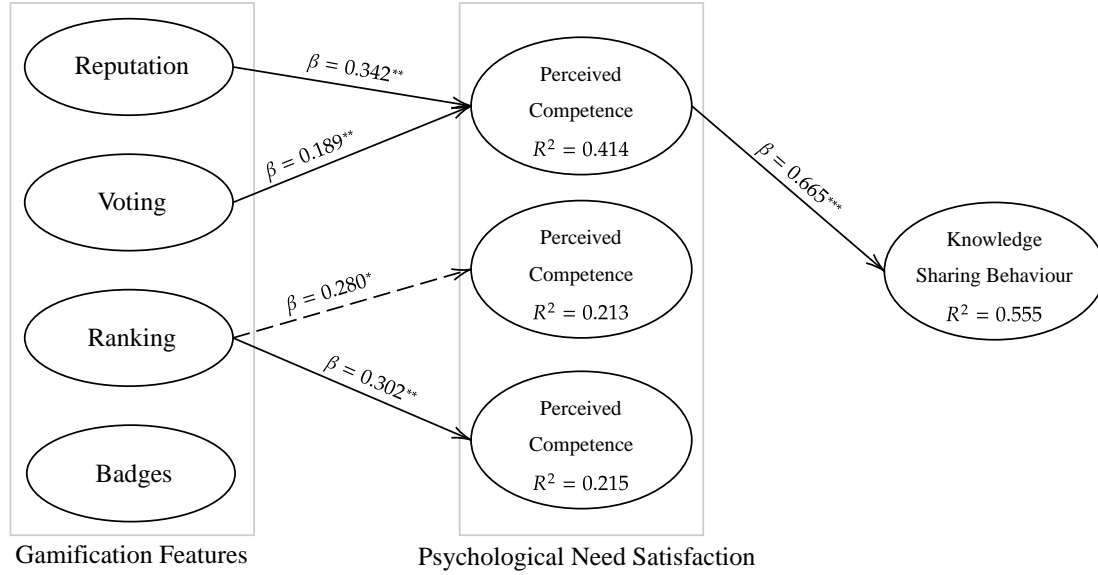 Reputation
Voting
Ranking
Badges
Gamification Features
β = 0.342**
β = 0.189**
β = 0.280*
β = 0.302**
Perceived
Competence
R² = 0.414
Perceived
Competence
R² = 0.213
Perceived
Competence
R² = 0.215
Psychological Need Satisfaction
β = 0.665***
Knowledge
Sharing Behaviour
R² = 0.555